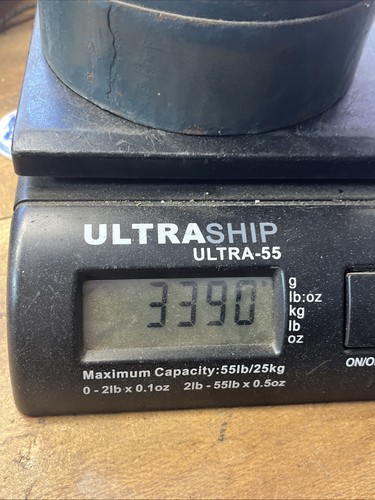 ULTRASHIP
ULTRA-55
3390
g
lb:oz
kg
lb
oz
Maximum Capacity:55lb/25kg
0 - 2lb x 0.1oz 2lb - 55lb x 0.5oz